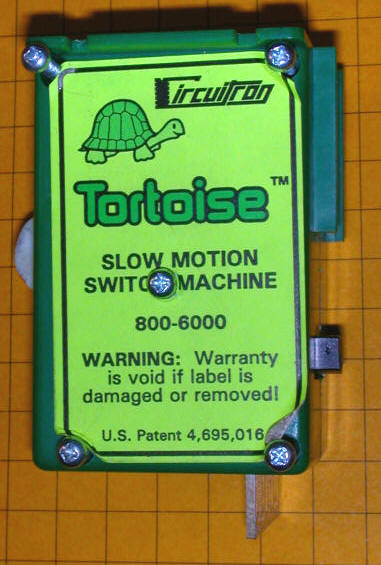 Circuitron
Tortoise™
SLOW MOTION
SWITCH MACHINE
800-6000
WARNING: Warranty
is void if label is
damaged or removed!
U.S. Patent 4,695,016